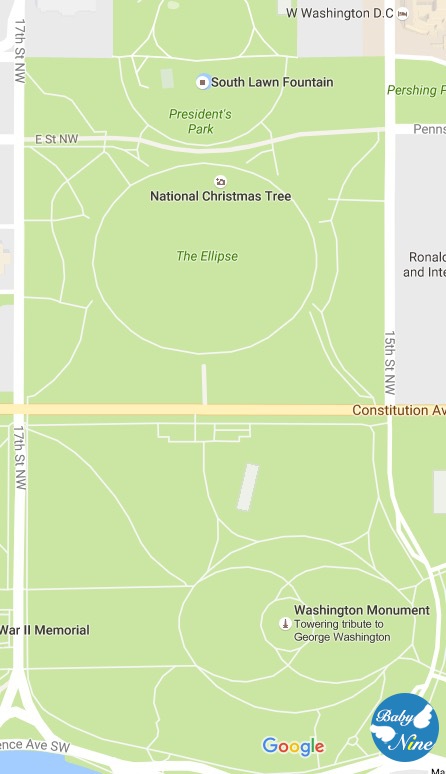 W Washington D.C
17th St NW
South Lawn Fountain
Pershing P
President's
Park
Penns
E St NW
National Christmas Tree
The Ellipse
Ronald
and Inte
15th St NW
Constitution Av
17th St NW
Washington Monument
Towering tribute to
George Washington
War II Memorial
Baby
Nine
ence Ave SW
Google
Ma